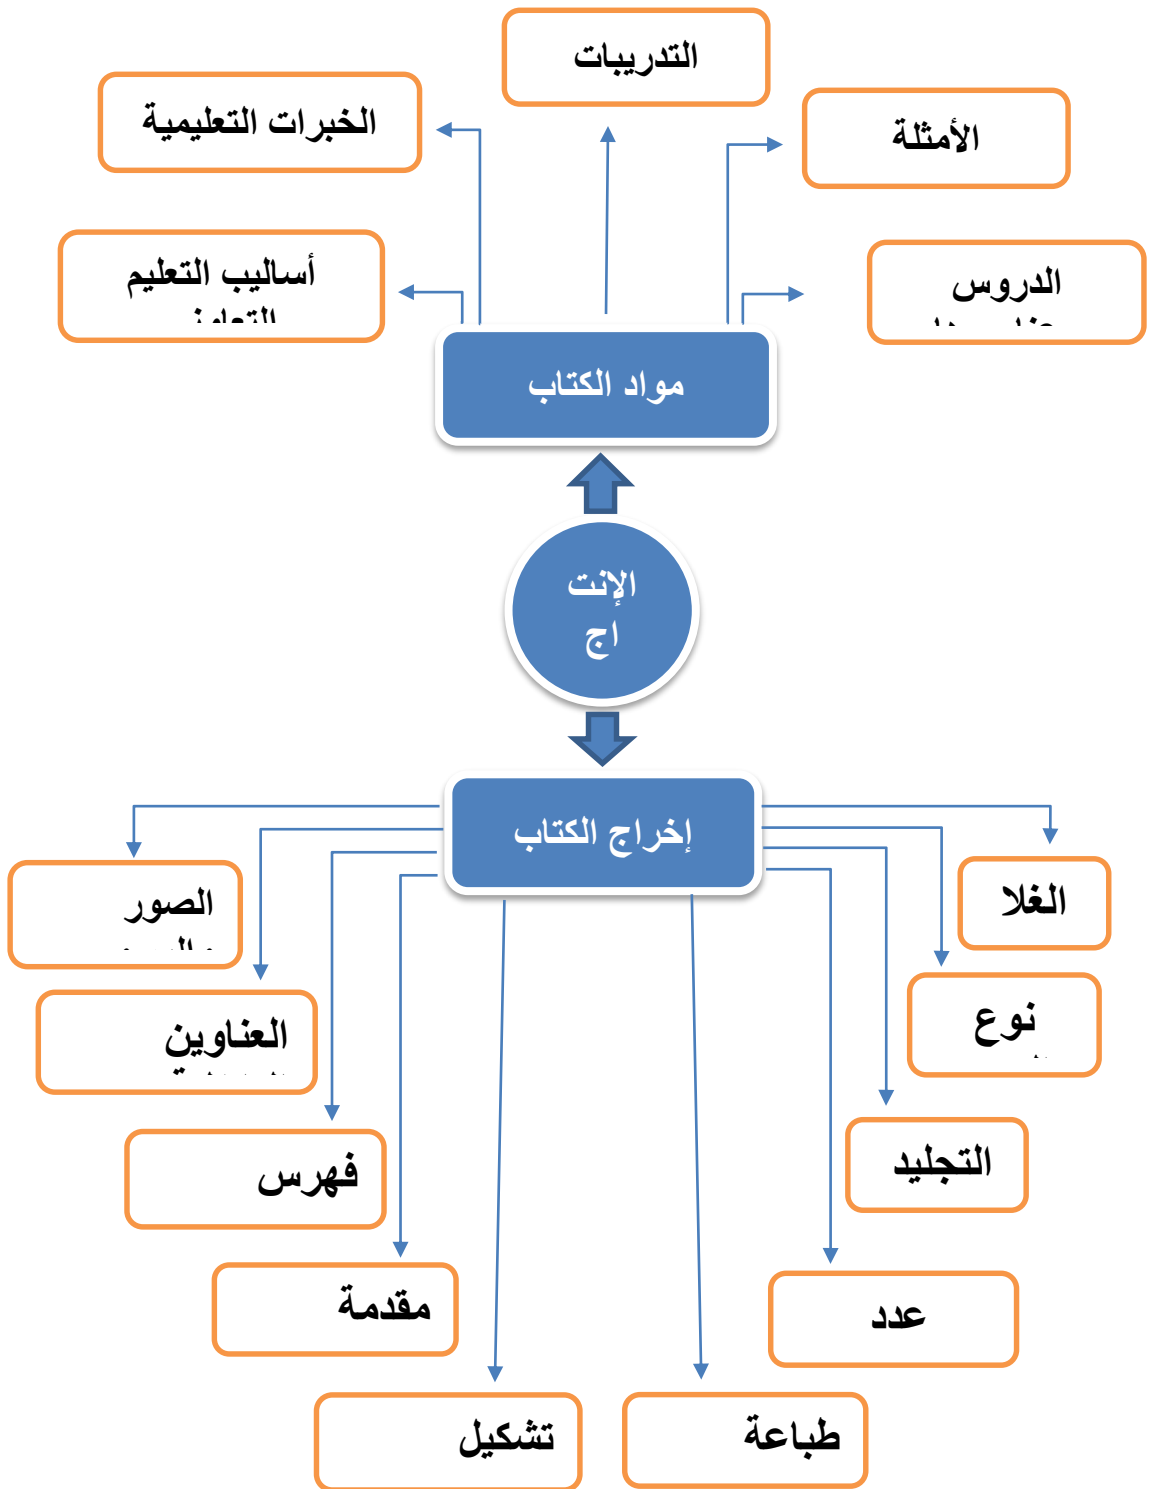 التدريبات
الخبرات التعليمية
الأمثلة
أساليب التعليم
الدروس
مواد الكتاب
الإنت
اج
إخراج الكتاب
الصور
الغلا
العناوين
نوع
فهرس
التجليد
مقدمة
عدد
تشكيل
طباعة